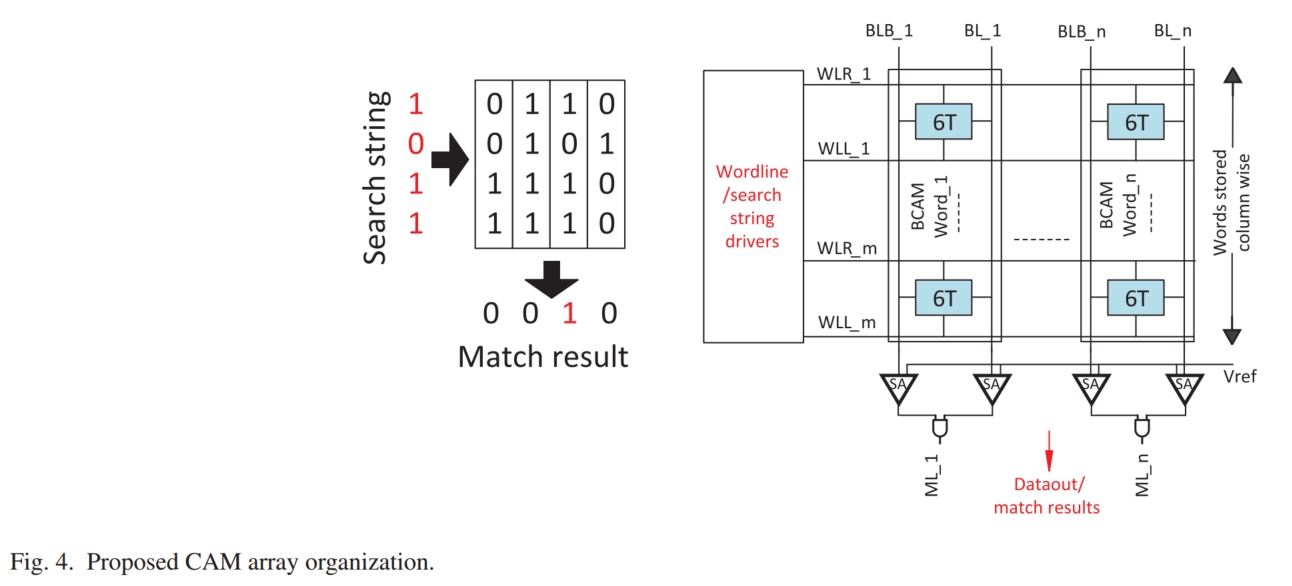 Search string
1
0
1
1
0 1 1 0
0 1 0 1
1 1 1 0
1 1 1 0
0 0 1 0
Match result
BLB_1 BL_1 BLB_n BL_n
WLR_1
6T 6T
WLL_1
Wordline
/search
string
drivers
BCAM
Word_1
BCAM
Word_n
Words stored
column wise
WLR_m
6T 6T
WLL_m
SA SA SA SA
Vref
ML_1
ML_n
Dataout/
match results
Fig. 4. Proposed CAM array organization.